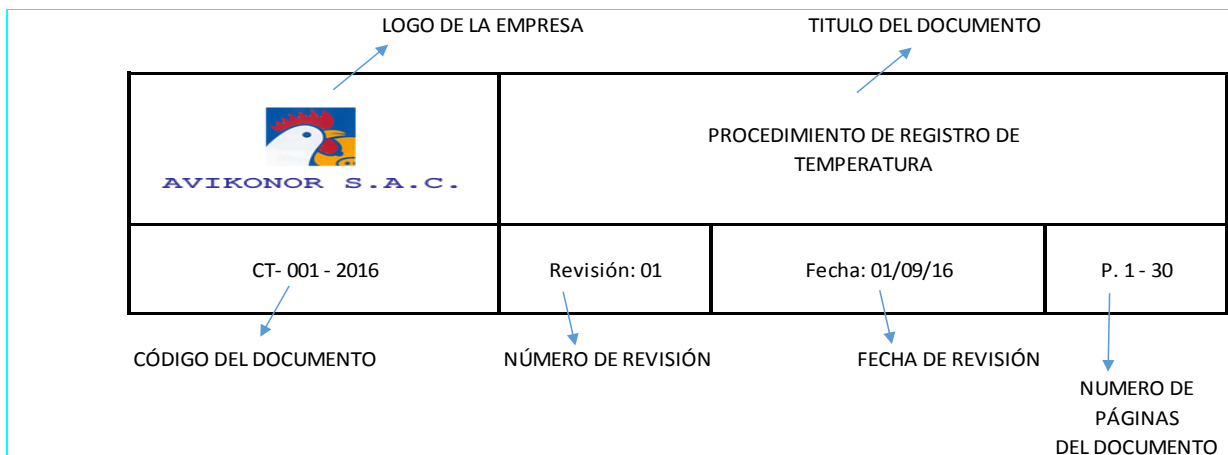 LOGO DE LA EMPRESA
TITULO DEL DOCUMENTO
AVIKONOR S.A.C.
PROCEDIMIENTO DE REGISTRO DE
TEMPERATURA
CT- 001 - 2016
Revisión: 01
Fecha: 01/09/16
P. 1 - 30
CÓDIGO DEL DOCUMENTO
NÚMERO DE REVISIÓN
FECHA DE REVISIÓN
NUMERO DE
PÁGINAS
DEL DOCUMENTO